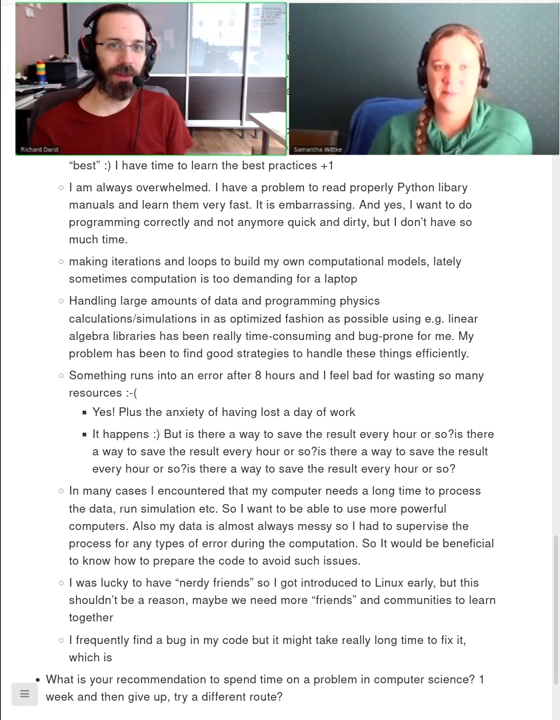 Richard Darst
Samantha Wittke
“best” :) I have time to learn the best practices +1
I am always overwhelmed. I have a problem to read properly Python libary
manuals and learn them very fast. It is embarrassing. And yes, I want to do
programming correctly and not anymore quick and dirty, but I don’t have so
much time.
making iterations and loops to build my own computational models, lately
sometimes computation is too demanding for a laptop
Handling large amounts of data and programming physics
calculations/simulations in as optimized fashion as possible using e.g. linear
algebra libraries has been really time-consuming and bug-prone for me. My
problem has been to find good strategies to handle these things efficiently.
Something runs into an error after 8 hours and I feel bad for wasting so many
resources :-(
Yes! Plus the anxiety of having lost a day of work
It happens :) But is there a way to save the result every hour or so?is there
a way to save the result every hour or so?is there a way to save the result
every hour or so?is there a way to save the result every hour or so?
In many cases I encountered that my computer needs a long time to process
the data, run simulation etc. So I want to be able to use more powerful
computers. Also my data is almost always messy so I had to supervise the
process for any types of error during the computation. So It would be beneficial
to know how to prepare the code to avoid such issues.
I was lucky to have “nerdy friends” so I got introduced to Linux early, but this
shouldn’t be a reason, maybe we need more “friends” and communities to learn
together
I frequently find a bug in my code but it might take really long time to fix it,
which is
What is your recommendation to spend time on a problem in computer science? 1
week and then give up, try a different route?